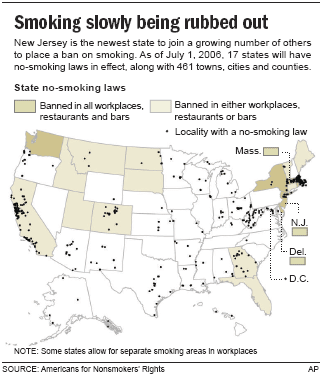 Smoking slowly being rubbed out
New Jersey is the newest state to join a growing number of others
to place a ban on smoking. As of July 1, 2006, 17 states will have
no-smoking laws in effect, along with 461 towns, cities and counties.
State no-smoking laws
Banned in all workplaces,
restaurants and bars
Banned in either workplaces,
restaurants or bars
Locality with a no-smoking law
Mass.
N.J.
Del.
D.C.
NOTE: Some states allow for separate smoking areas in workplaces
SOURCE: Americans for Nonsmokers' Rights
AP